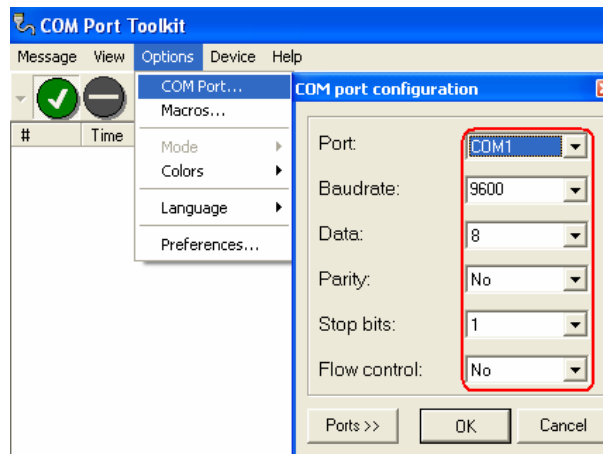 COM Port Toolkit
Message View Options Device Help
# Time
COM Port...
Macros...
Mode
Colors
Language
Preferences...
COM port configuration
Port: COM1
Baudrate: 9600
Data: 8
Parity: No
Stop bits: 1
Flow control: No
Ports >> OK Cancel